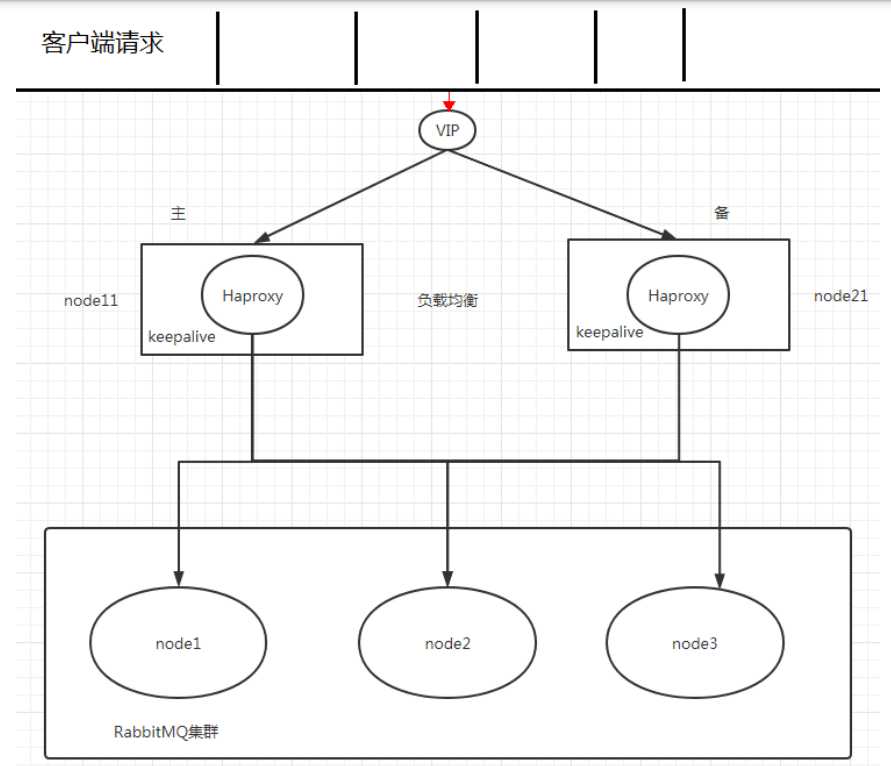 客户端请求
VIP
主
备
node11
Haproxy
keepalive
负载均衡
Haproxy
keepalive
node21
node1
node2
node3
RabbitMQ集群